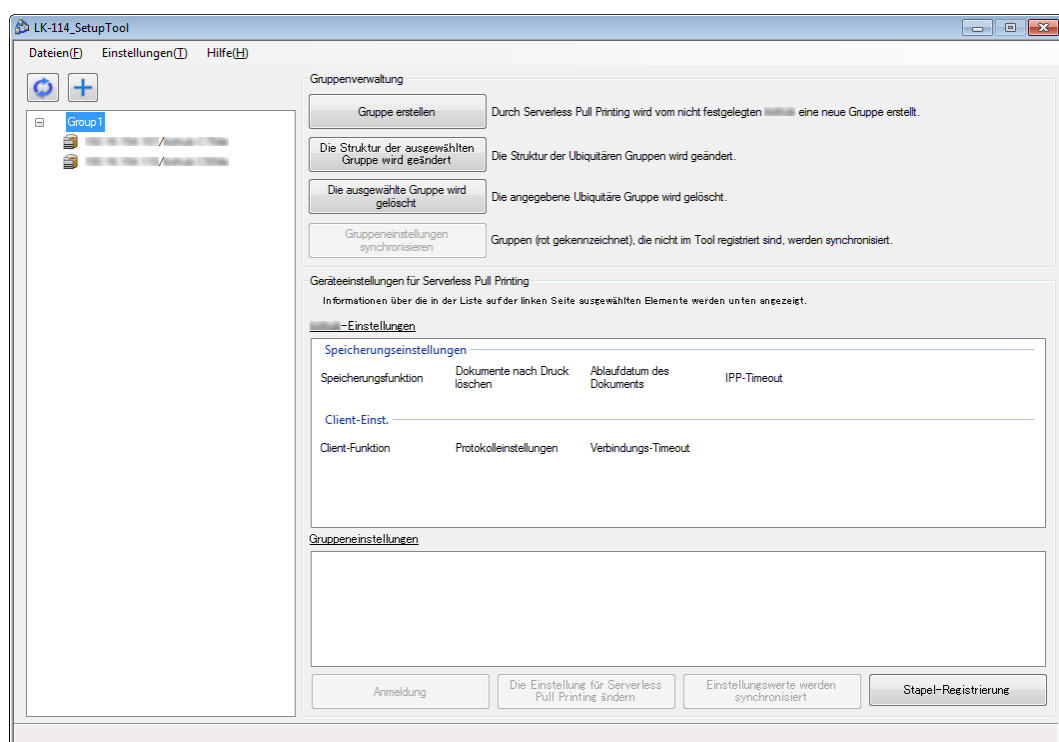 LK-114_SetupTool
Dateien(F) Einstellungen(T) Hilfe(H)
Group1
Gruppenverwaltung
Gruppe erstellen
Durch Serverless Pull Printing wird vom nicht festgelegten eine neue Gruppe erstellt.
Die Struktur der ausgewählten
Gruppe wird geändert
Die Struktur der Ubiquitären Gruppen wird geändert.
Die ausgewählte Gruppe wird
gelöscht
Die angegebene Ubiquitäre Gruppe wird gelöscht.
Gruppeneinstellungen
synchronisieren
Gruppen (rot gekennzeichnet), die nicht im Tool registriert sind, werden synchronisiert.
Geräteeinstellungen für Serverless Pull Printing
Informationen über die in der Liste auf der linken Seite ausgewählten Elemente werden unten angezeigt.
-Einstellungen
Speicherungseinstellungen
Speicherungsfunktion
Dokumente nach Druck
löschen
Ablaufdatum des
Dokuments
IPP-Timeout
Client-Einst.
Client-Funktion
Protokolleinstellungen
Verbindungs-Timeout
Gruppeneinstellungen
Anmeldung
Die Einstellung für Serverless
Pull Printing ändern
Einstellungswerte werden
synchronisiert
Stapel-Registrierung